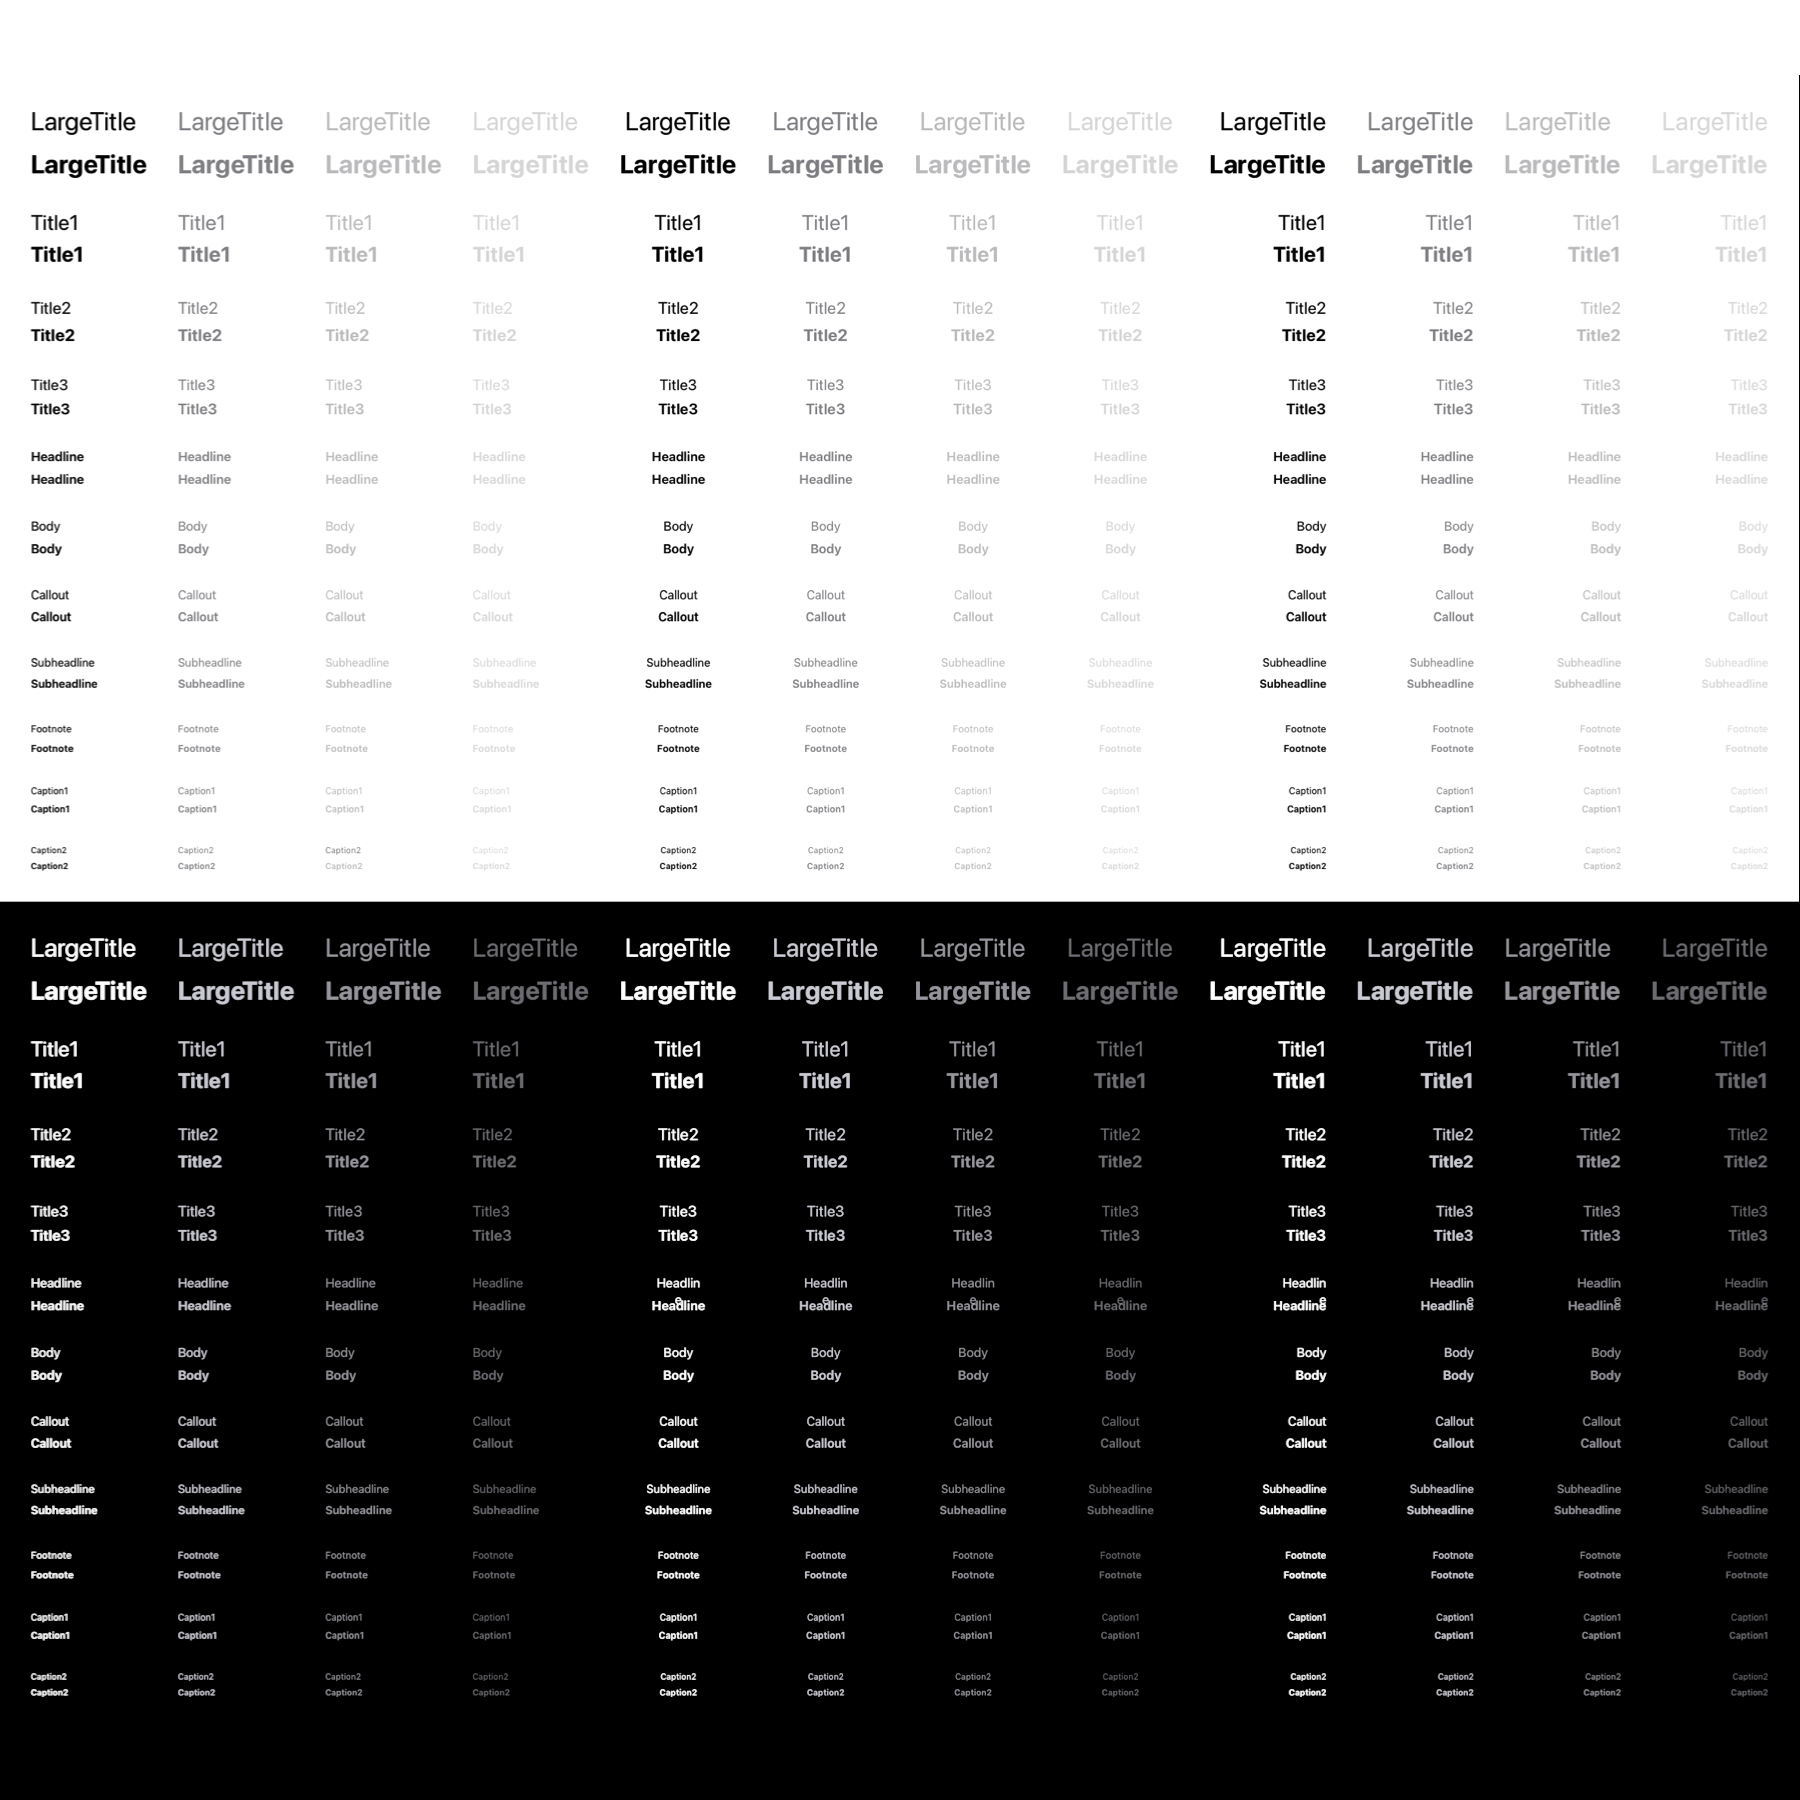 LargeTitle LargeTitle LargeTitle LargeTitle LargeTitle LargeTitle LargeTitle LargeTitle LargeTitle LargeTitle LargeTitle LargeTitle
LargeTitle LargeTitle LargeTitle LargeTitle LargeTitle LargeTitle LargeTitle LargeTitle LargeTitle LargeTitle LargeTitle LargeTitle
Title1 Title1 Title1 Title1 Title1 Title1 Title1 Title1 Title1 Title1 Title1 Title1
Title1 Title1 Title1 Title1 Title1 Title1 Title1 Title1 Title1 Title1 Title1 Title1
Title2 Title2 Title2 Title2 Title2 Title2 Title2 Title2 Title2 Title2 Title2 Title2
Title2 Title2 Title2 Title2 Title2 Title2 Title2 Title2 Title2 Title2 Title2 Title2
Title3 Title3 Title3 Title3 Title3 Title3 Title3 Title3 Title3 Title3 Title3 Title3
Title3 Title3 Title3 Title3 Title3 Title3 Title3 Title3 Title3 Title3 Title3 Title3
Headline Headline Headline Headline Headline Headline Headline Headline Headline Headline Headline Headline
Headline Headline Headline Headline Headline Headline Headline Headline Headline Headline Headline Headline
Body Body Body Body Body Body Body Body Body Body Body Body
Body Body Body Body Body Body Body Body Body Body Body Body
Callout Callout Callout Callout Callout Callout Callout Callout Callout Callout Callout Callout
Callout Callout Callout Callout Callout Callout Callout Callout Callout Callout Callout Callout
Subheadline Subheadline Subheadline Subheadline Subheadline Subheadline Subheadline Subheadline Subheadline Subheadline Subheadline Subheadline
Subheadline Subheadline Subheadline Subheadline Subheadline Subheadline Subheadline Subheadline Subheadline Subheadline Subheadline Subheadline
Footnote Footnote Footnote Footnote Footnote Footnote Footnote Footnote Footnote Footnote Footnote Footnote
Footnote Footnote Footnote Footnote Footnote Footnote Footnote Footnote Footnote Footnote Footnote Footnote
Caption1 Caption1 Caption1 Caption1 Caption1 Caption1 Caption1 Caption1 Caption1 Caption1 Caption1 Caption1
Caption1 Caption1 Caption1 Caption1 Caption1 Caption1 Caption1 Caption1 Caption1 Caption1 Caption1 Caption1
Caption2 Caption2 Caption2 Caption2 Caption2 Caption2 Caption2 Caption2 Caption2 Caption2 Caption2 Caption2
Caption2 Caption2 Caption2 Caption2 Caption2 Caption2 Caption2 Caption2 Caption2 Caption2 Caption2 Caption2
LargeTitle LargeTitle LargeTitle LargeTitle LargeTitle LargeTitle LargeTitle LargeTitle LargeTitle LargeTitle LargeTitle LargeTitle
LargeTitle LargeTitle LargeTitle LargeTitle LargeTitle LargeTitle LargeTitle LargeTitle LargeTitle LargeTitle LargeTitle LargeTitle
Title1 Title1 Title1 Title1 Title1 Title1 Title1 Title1 Title1 Title1 Title1 Title1
Title1 Title1 Title1 Title1 Title1 Title1 Title1 Title1 Title1 Title1 Title1 Title1
Title2 Title2 Title2 Title2 Title2 Title2 Title2 Title2 Title2 Title2 Title2 Title2
Title2 Title2 Title2 Title2 Title2 Title2 Title2 Title2 Title2 Title2 Title2 Title2
Title3 Title3 Title3 Title3 Title3 Title3 Title3 Title3 Title3 Title3 Title3 Title3
Title3 Title3 Title3 Title3 Title3 Title3 Title3 Title3 Title3 Title3 Title3 Title3
Headline Headline Headline Headline Headlin Headlin Headlin Headlin Headlin Headlin Headlin Headlin
e e e e e e e e
Headline Headline Headline Headline Headline Headline Headline Headline Headline Headline Headline Headline
Body Body Body Body Body Body Body Body Body Body Body Body
Body Body Body Body Body Body Body Body Body Body Body Body
Callout Callout Callout Callout Callout Callout Callout Callout Callout Callout Callout Callout
Callout Callout Callout Callout Callout Callout Callout Callout Callout Callout Callout Callout
Subheadline Subheadline Subheadline Subheadline Subheadline Subheadline Subheadline Subheadline Subheadline Subheadline Subheadline Subheadline
Subheadline Subheadline Subheadline Subheadline Subheadline Subheadline Subheadline Subheadline Subheadline Subheadline Subheadline Subheadline
Footnote Footnote Footnote Footnote Footnote Footnote Footnote Footnote Footnote Footnote Footnote Footnote
Footnote Footnote Footnote Footnote Footnote Footnote Footnote Footnote Footnote Footnote Footnote Footnote
Caption1 Caption1 Caption1 Caption1 Caption1 Caption1 Caption1 Caption1 Caption1 Caption1 Caption1 Caption1
Caption1 Caption1 Caption1 Caption1 Caption1 Caption1 Caption1 Caption1 Caption1 Caption1 Caption1 Caption1
Caption2 Caption2 Caption2 Caption2 Caption2 Caption2 Caption2 Caption2 Caption2 Caption2 Caption2 Caption2
Caption2 Caption2 Caption2 Caption2 Caption2 Caption2 Caption2 Caption2 Caption2 Caption2 Caption2 Caption2